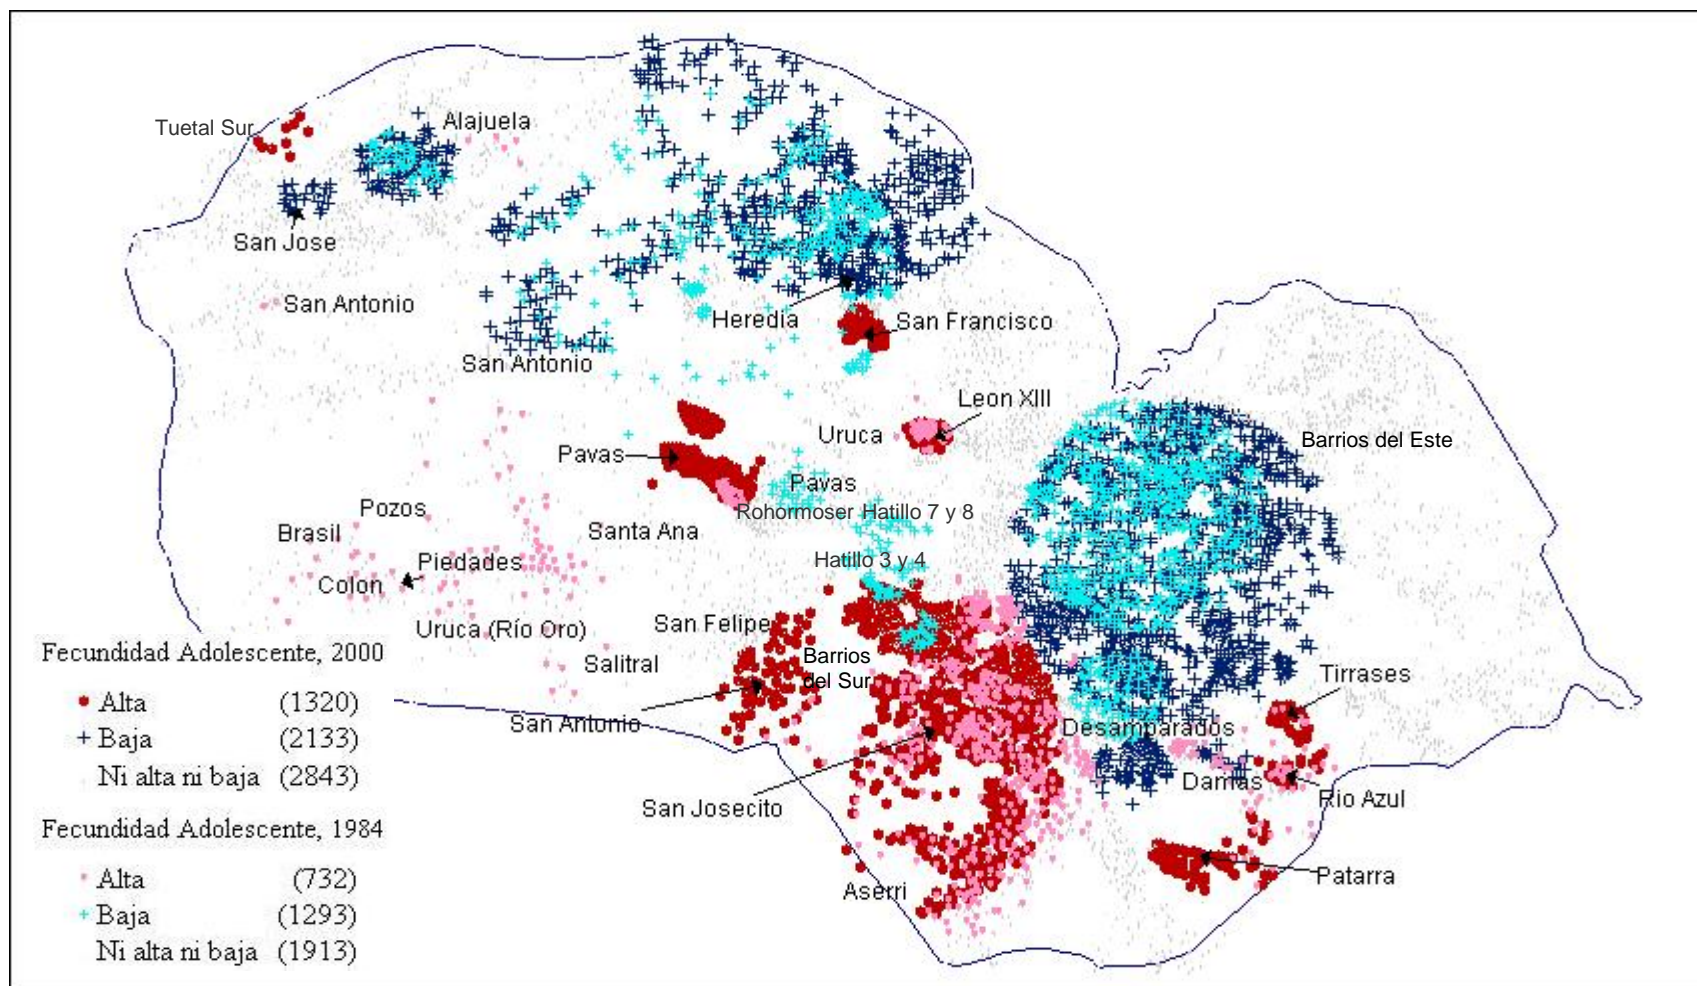 Tuetal Sur
Alajuela
San Jose
San Antonio
San Antonio
Heredia
San Francisco
Leon XIII
Uruca
Barrios del Este
Pavas
Pavas
Rohormoser Hatillo 7 y 8
Pozos
Brasil
Santa Ana
Piedades
Colon
Hatillo 3 y 4
Uruca (Río Oro)
San Felipe
Salitral
Barrios
del Sur
San Antonio
Tirrases
Desamparados
Damas
Río Azul
San Josecito
Aserri
Patarra
Fecundidad Adolescente, 2000
Alta (1320)
Baja (2133)
Ni alta ni baja (2843)
Fecundidad Adolescente, 1984
Alta (732)
Baja (1293)
Ni alta ni baja (1913)